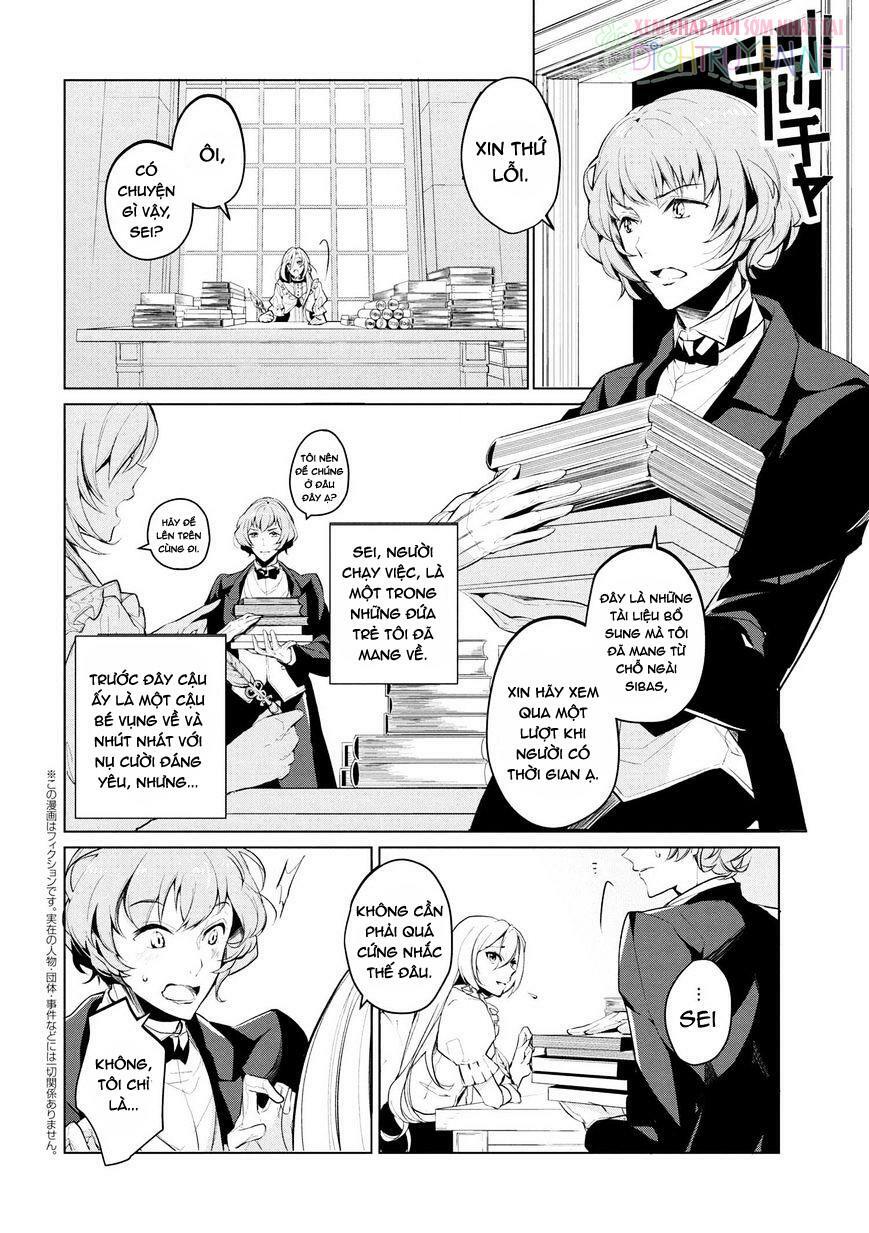 XEM CHAP MỚI SỚM NHẤT TẠI
DICHTRUYEN.NET
ガチャ
XIN THỨ
LỖI.
ÔI,
CÓ
CHUYỆN
GÌ VẬY,
SEI?
ĐÂY LÀ NHỮNG
TÀI LIỆU BỔ
SUNG MÀ TÔI
ĐÃ MANG TỪ
CHỖ NGÀI
SIBAS,
XIN HÃY XEM
QUA MỘT
LƯỢT KHI
NGƯỜI CÓ
THỜI GIAN Ạ.
TÔI NÊN
ĐỂ CHÚNG
Ở ĐÂU
ĐÂY Ạ?
HÃY ĐỂ
LÊN TRÊN
CÙNG ĐI.
SEI, NGƯỜI
CHẠY VIỆC, LÀ
MỘT TRONG
NHỮNG ĐỨA
TRẺ TÔI ĐÃ
MANG VỀ.
TRƯỚC ĐÂY CẬU
ẤY LÀ MỘT CẬU
BÉ VỤNG VỀ VÀ
NHÚT NHÁT VỚI
NỤ CƯỜI ĐÁNG
YÊU, NHƯNG...
...
SEI
KHÔNG CẦN
PHẢI QUÁ
CỨNG NHẮC
THẾ ĐÂU.
KHÔNG,
TÔI CHỈ
LÀ...
※この漫画はフィクションです。実在の人物・団体・事件などには一切関係ありません。